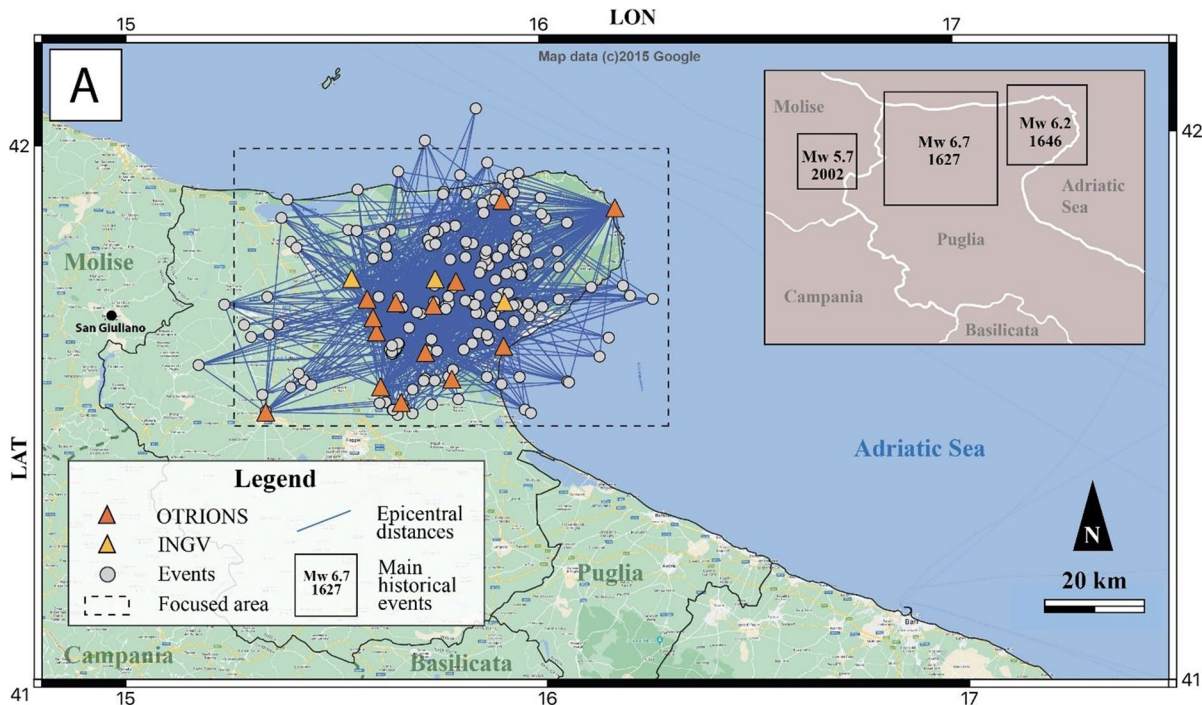 LON
15
16
17
A
Map data (c)2015 Google
42
42
Molise
Mw 5.7
2002
Mw 6.7
1627
Mw 6.2
1646
Adriatic
Sea
Puglia
Campania
Basilicata
Molise
San Giuliano
LAT
Adriatic Sea
Legend
OTRIONS
INGV
Events
Focused area
Epicentral
distances
Mw 6.7
1627
Main
historical
events
Puglia
N
20 km
Bari
Campania
Basilicata
41
41
15
16
17